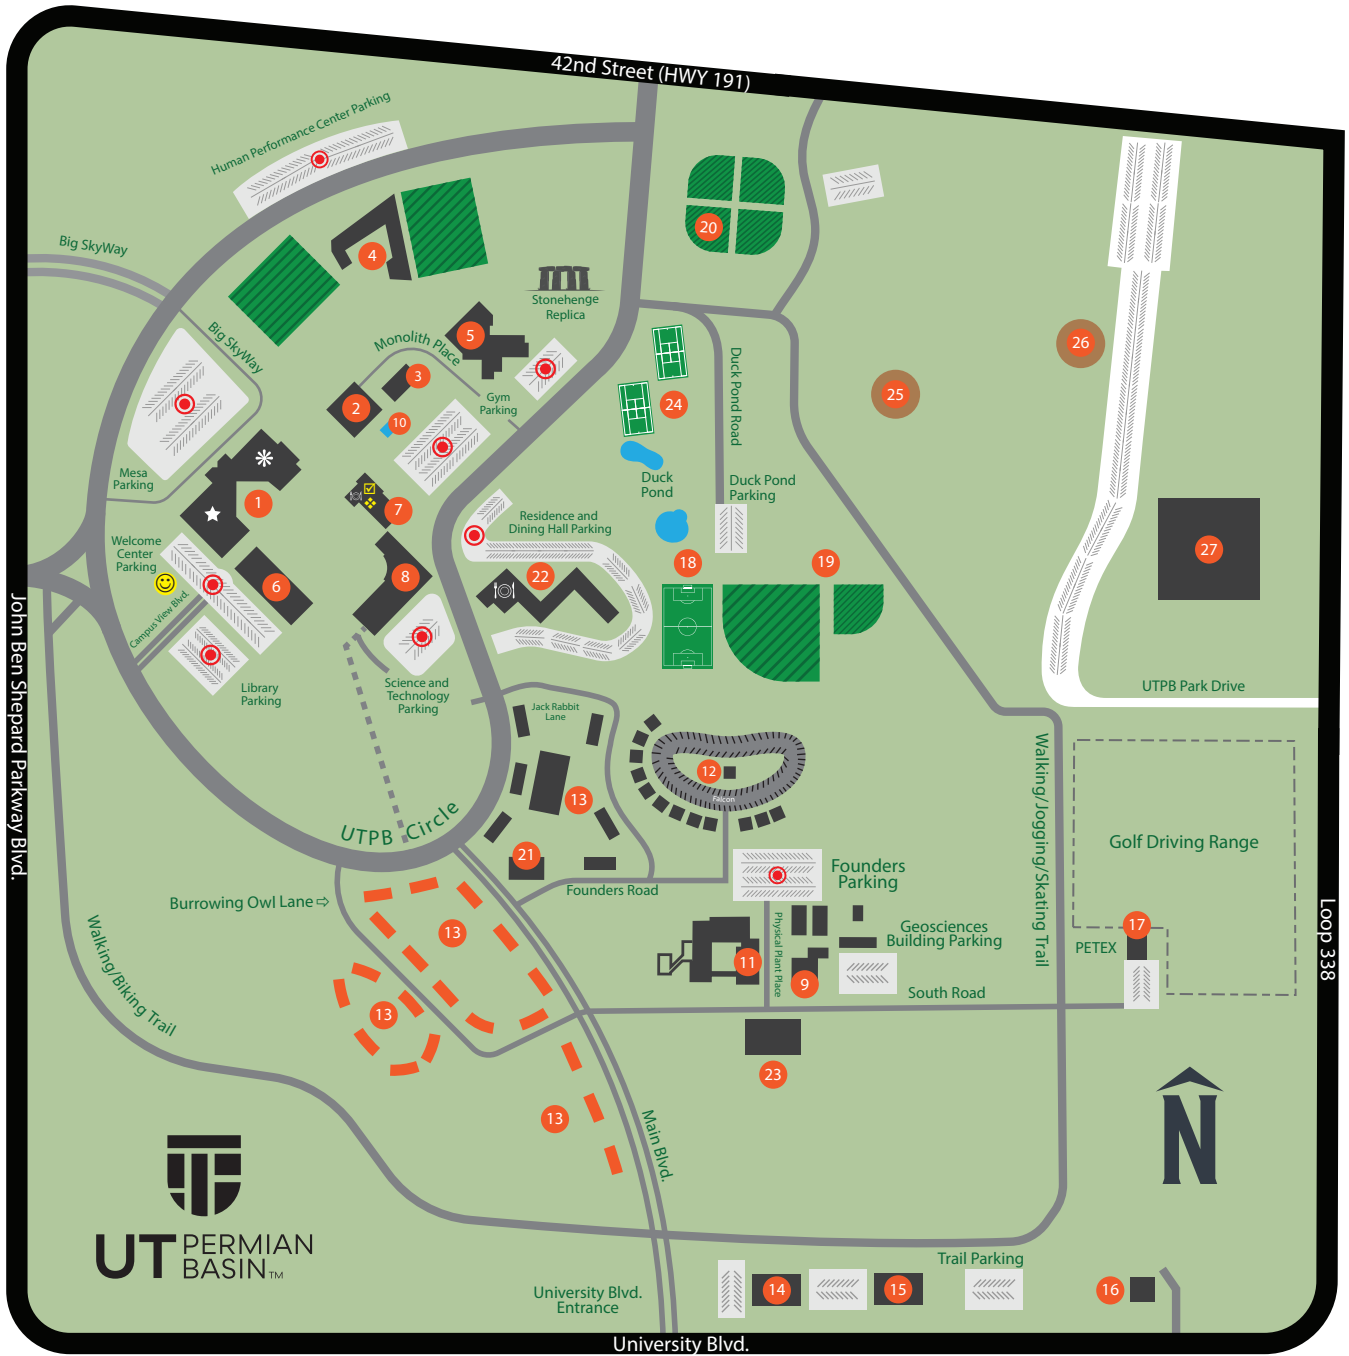 42nd Street (HWY 191)
Human Performance Center Parking
20
Big SkyWay
4
Stonehenge
Replica
Big SkyWay
Monolith Place
5
3
2
10
Gym
Parking
24
Duck Pond Road
25
26
Mesa
Parking
1
7
Duck
Pond
Duck Pond
Parking
Residence and
Dining Hall Parking
Welcome
Center
Parking
Campus View Blvd.
6
8
22
18
19
27
Library
Parking
Science and
Technology
Parking
UTPB Park Drive
John Ben Shepard Parkway Blvd.
Jack Rabbit
Lane
12
Falcon
13
UTPB Circle
21
Founders Road
Founders
Parking
Walking/Jogging/Skating Trail
Golf Driving Range
Burrowing Owl Lane ⇨
13
Walking/Biking Trail
13
11
Physical Plant Place
9
Geosciences
Building Parking
South Road
17
PETEX
Loop 338
23
13
Main Blvd.
N
UT PERMIAN
BASIN™
University Blvd.
Entrance
14
15
Trail Parking
16
University Blvd.